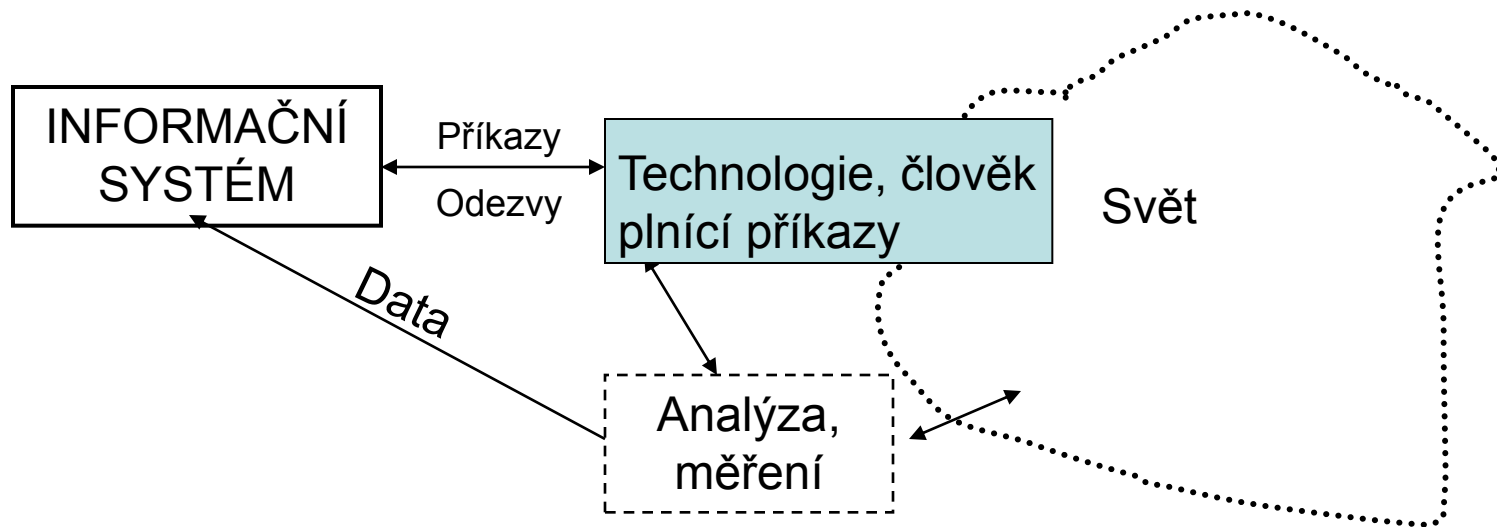 INFORMAČNÍ
SYSTÉM
Příkazy
Odezvy
Technologie, člověk
plnící příkazy
Svět
Data
Analýza,
měření